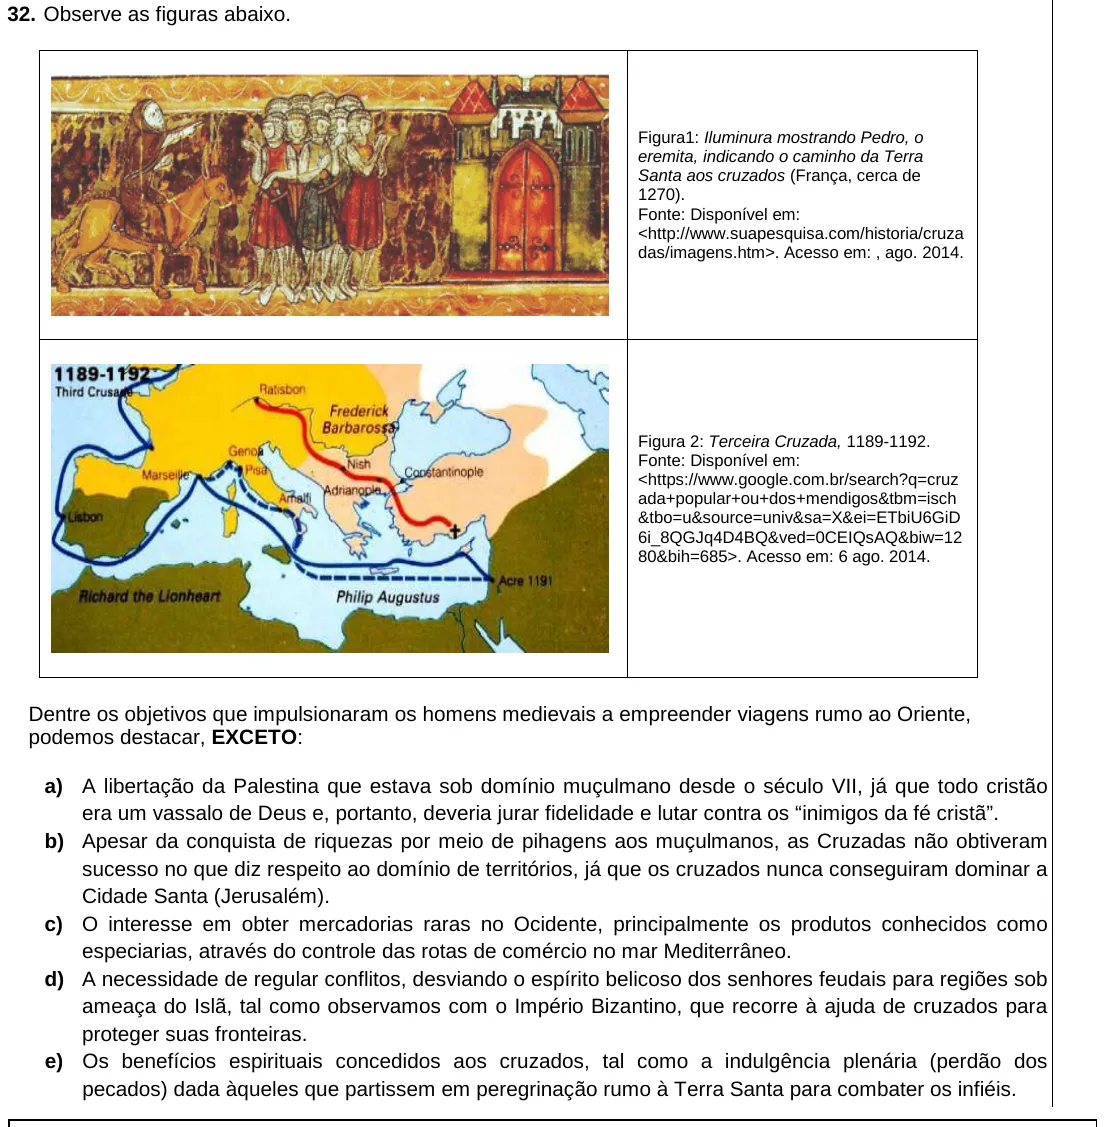 32. Observe as figuras abaixo.
Figura1: Iluminura mostrando Pedro, o
eremita, indicando o caminho da Terra
Santa aos cruzados (França, cerca de
1270).
Fonte: Disponível em:
<http://www.suapesquisa.com/historia/cruza
das/imagens.htm>. Acesso em: , ago. 2014.
1189-1192
Third Crusade
Ratisbon
Frederick
Barbarossa
Genoa
Pisa
Marseille
Nish
Constantinople
Adrianople
Amalfi
Lisbon
Acre 1191
Richard the Lionheart
Philip Augustus
Figura 2: Terceira Cruzada, 1189-1192.
Fonte: Disponível em:
<https://www.google.com.br/search?q=cruz
ada+popular+ou+dos+mendigos&tbm=isch
&tbo=u&source=univ&sa=X&ei=ETbiU6GiD
6i_8QGJq4D4BQ&ved=0CEIQsAQ&biw=12
80&bih=685>. Acesso em: 6 ago. 2014.
Dentre os objetivos que impulsionaram os homens medievais a empreender viagens rumo ao Oriente,
podemos destacar, EXCETO:
a) A libertação da Palestina que estava sob domínio muçulmano desde o século VII, já que todo cristão
era um vassalo de Deus e, portanto, deveria jurar fidelidade e lutar contra os “inimigos da fé cristã”.
b) Apesar da conquista de riquezas por meio de pihagens aos muçulmanos, as Cruzadas não obtiveram
sucesso no que diz respeito ao domínio de territórios, já que os cruzados nunca conseguiram dominar a
Cidade Santa (Jerusalém).
c) O interesse em obter mercadorias raras no Ocidente, principalmente os produtos conhecidos como
especiarias, através do controle das rotas de comércio no mar Mediterrâneo.
d) A necessidade de regular conflitos, desviando o espírito belicoso dos senhores feudais para regiões sob
ameaça do Islã, tal como observamos com o Império Bizantino, que recorre à ajuda de cruzados para
proteger suas fronteiras.
e) Os benefícios espirituais concedidos aos cruzados, tal como a indulgência plenária (perdão dos
pecados) dada àqueles que partissem em peregrinação rumo à Terra Santa para combater os infiéis.